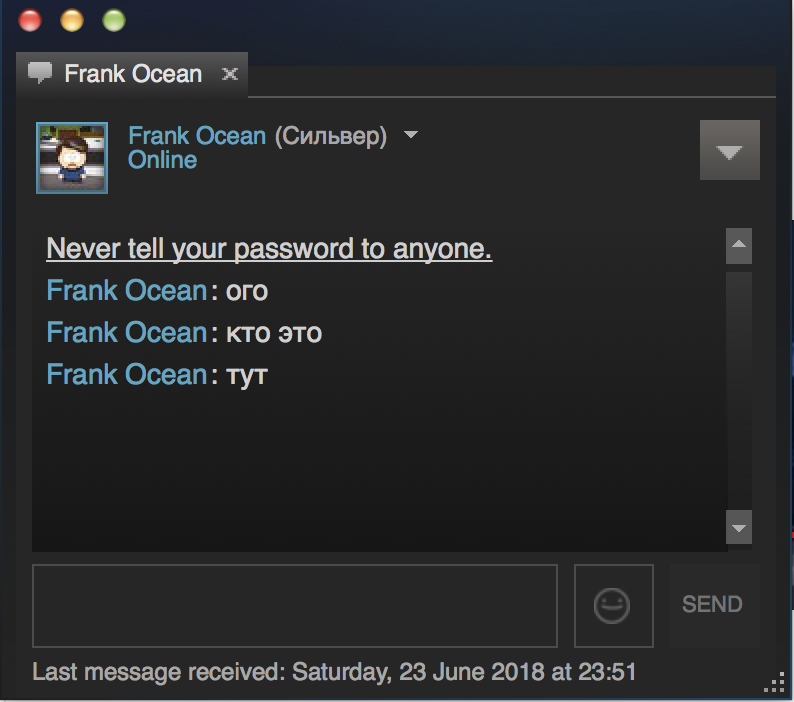 Frank Ocean
Frank Ocean (Сильвер)
Online
Never tell your password to anyone.
Frank Ocean: ого
Frank Ocean: кто это
Frank Ocean: тут
SEND
Last message received: Saturday, 23 June 2018 at 23:51